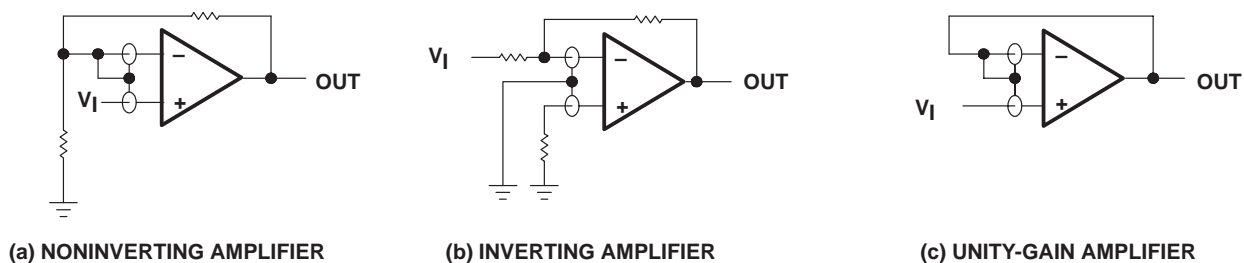 VI
OUT
VI
OUT
VI
OUT
− +
− +
− +
(a) NONINVERTING AMPLIFIER
(b) INVERTING AMPLIFIER
(c) UNITY-GAIN AMPLIFIER